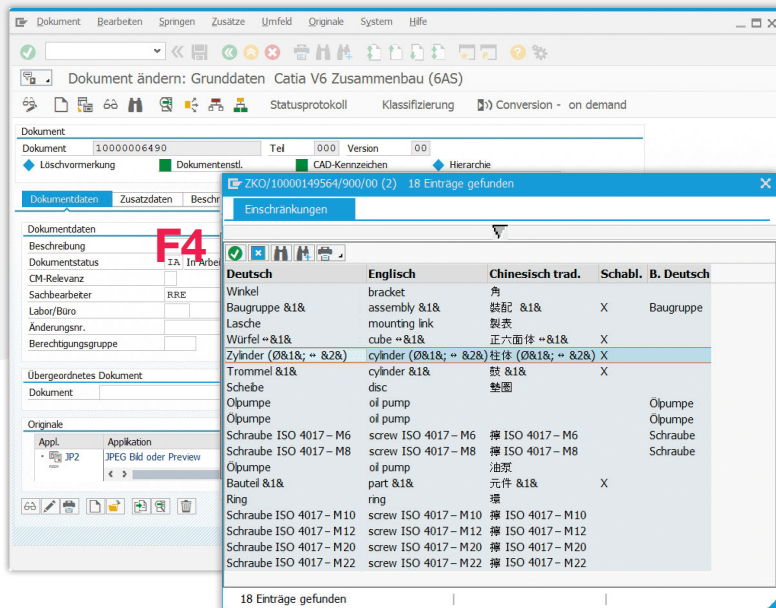 Dokument Bearbeiten Springen Zusätze Umfeld Originale System Hilfe
Dokument ändern: Grunddaten Catia V6 Zusammenbau (6AS)
Statusprotokoll Klassifizierung Conversion - on demand
Dokument
Dokument 10000006490 Teil 000 Version 00
Löschvormerkung Dokumentenstl. CAD-Kennzeichen Hierarchie
Dokumentdaten Zusatzdaten Beschr
Dokumentdaten
Beschreibung
F4
Dokumentstatus IA In Arbei
CM-Relevanz
Sachbearbeiter RRE
Labor/Büro
Änderungsnr.
Berechtigungsgruppe
Übergeordnetes Dokument
Dokument
Originale
Appl. Applikation
JP2 JPEG Bild oder Preview
ZKO/10000149564/900/00 (2) 18 Einträge gefunden
Einschränkungen
Deutsch Englisch Chinesisch trad. Schabl. B. Deutsch
Winkel bracket 角
Baugruppe &1& assembly &1& 裝配 &1& X Baugruppe
Lasche mounting link 製表
Würfel ↔&1& cube ↔&1& 正六面体 ↔&1& X
Zylinder (Ø&1&; ↔ &2&) cylinder (Ø&1&; ↔ &2&) 柱体 (Ø&1&; ↔ &2&) X
Trommel &1& cylinder &1& 鼓 &1& X
Scheibe disc 墊圈
Ölpumpe oil pump Ölpumpe
Ölpumpe oil pump Ölpumpe
Schraube ISO 4017 – M6 screw ISO 4017 – M6 ISO 4017 – M6 Schraube
Schraube ISO 4017 – M8 screw ISO 4017 – M8 ISO 4017 – M8 Schraube
Ölpumpe oil pump 油泵
Bauteil &1& part &1& 元件 &1& X
Ring ring 環
Schraube ISO 4017 – M10 screw ISO 4017 – M10 ISO 4017 – M10
Schraube ISO 4017 – M12 screw ISO 4017 – M12 ISO 4017 – M12
Schraube ISO 4017 – M20 screw ISO 4017 – M20 ISO 4017 – M20
Schraube ISO 4017 – M22 screw ISO 4017 – M22 ISO 4017 – M22
18 Einträge gefunden